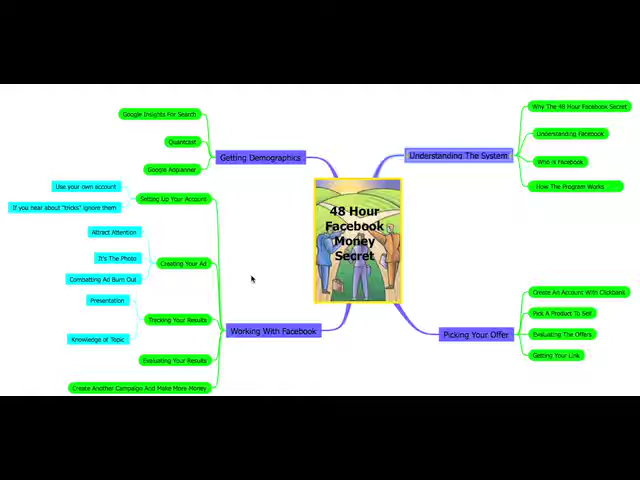 48 Hour
Facebook
Money
Secret
Understanding The System
Why The 48 Hour Facebook Secret
Understanding Facebook
Who is Facebook
How The Program Works
Picking Your Offer
Create An Account With Clickbank
Pick A Product To Sell
Evaluating The Offers
Getting Your Link
Getting Demographics
Google Insights For Search
Quantcast
Google Adplanner
Working With Facebook
Setting Up Your Account
Use your own account
If you hear about "tricks" ignore them
Creating Your Ad
Attract Attention
It's The Photo
Combatting Ad Burn Out
Tracking Your Results
Presentation
Knowledge of Topic
Evaluating Your Results
Create Another Campaign And Make More Money